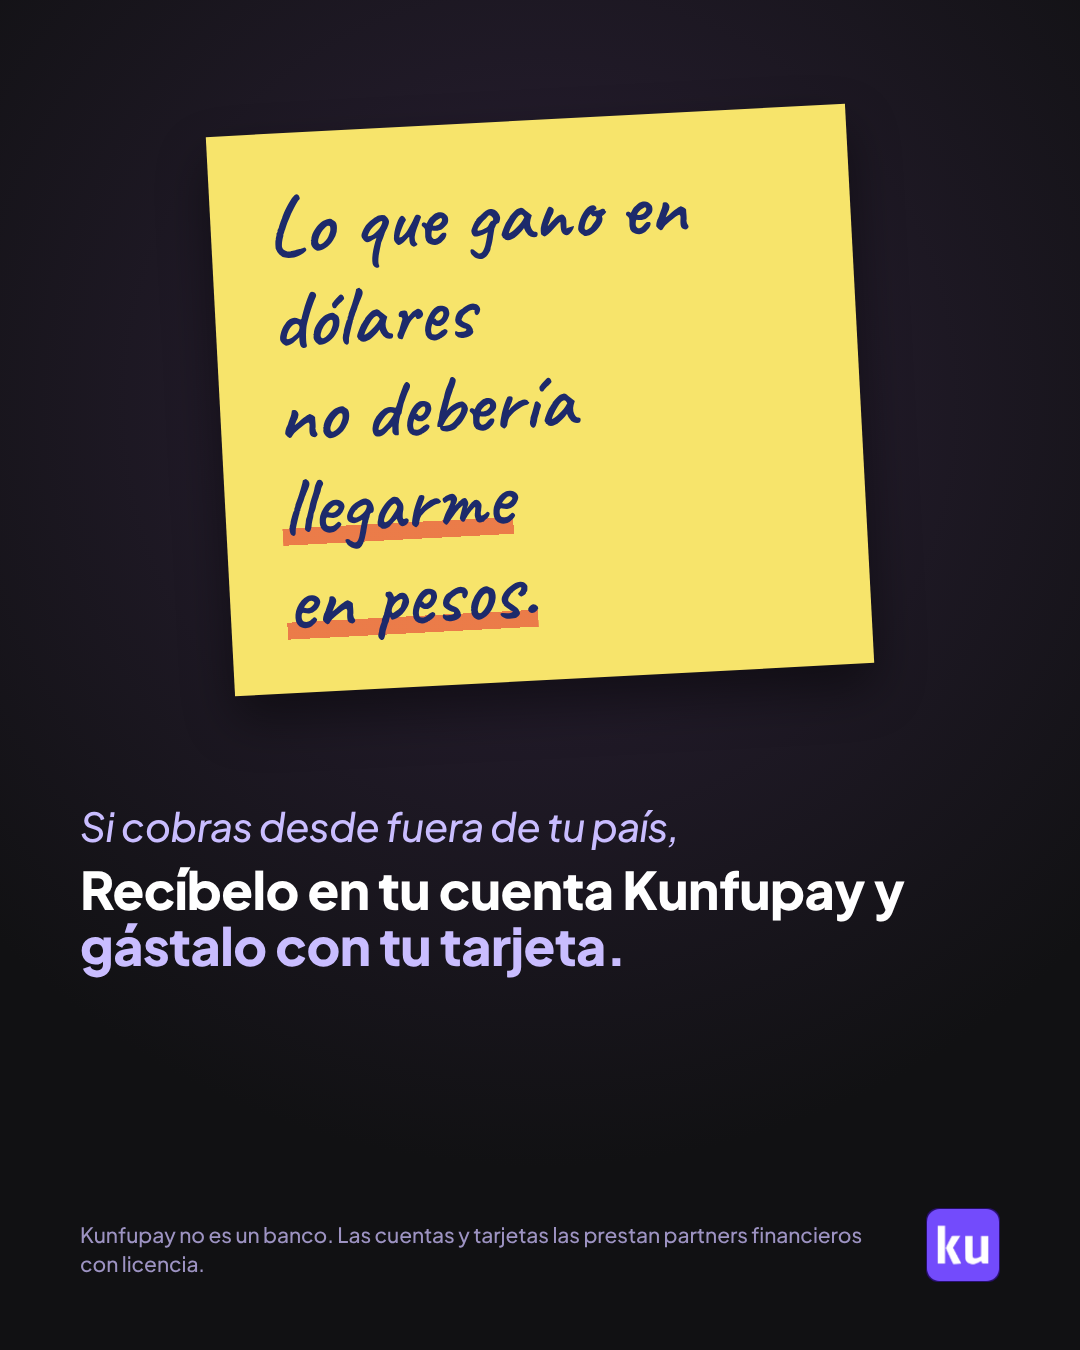 Lo que gano en
dólares
no debería
llegarme
en pesos.
Si cobras desde fuera de tu país,
Recíbelo en tu cuenta Kunfupay y
gástalo con tu tarjeta.
Kunfupay no es un banco. Las cuentas y tarjetas las prestan partners financieros
con licencia.
ku